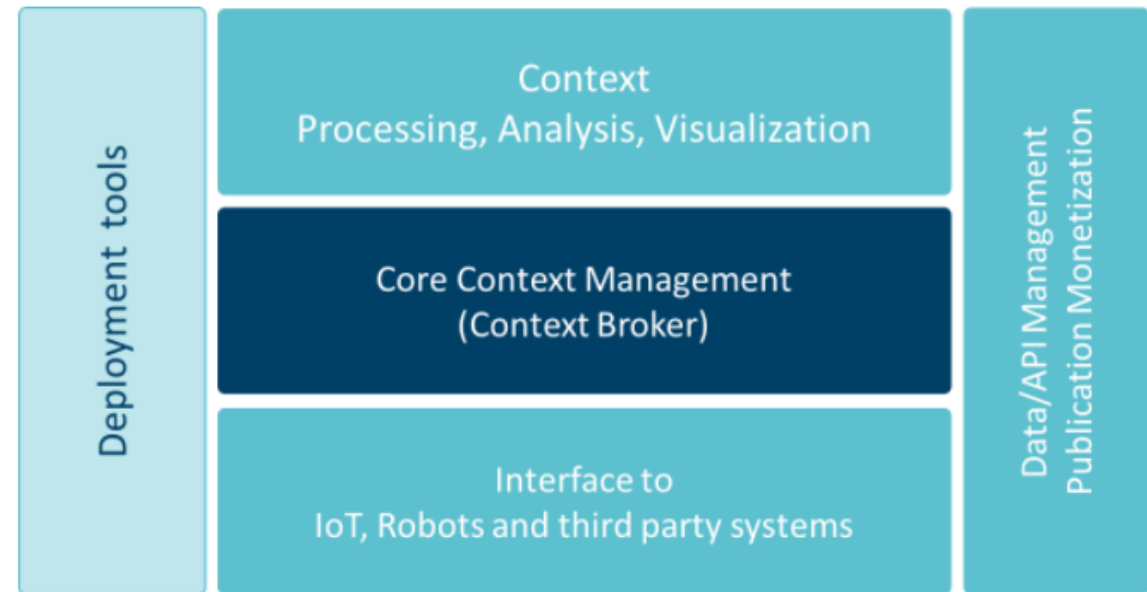 Deployment tools
Context
Processing, Analysis, Visualization
Core Context Management
(Context Broker)
Interface to
IoT, Robots and third party systems
Data/API Management
Publication Monetization